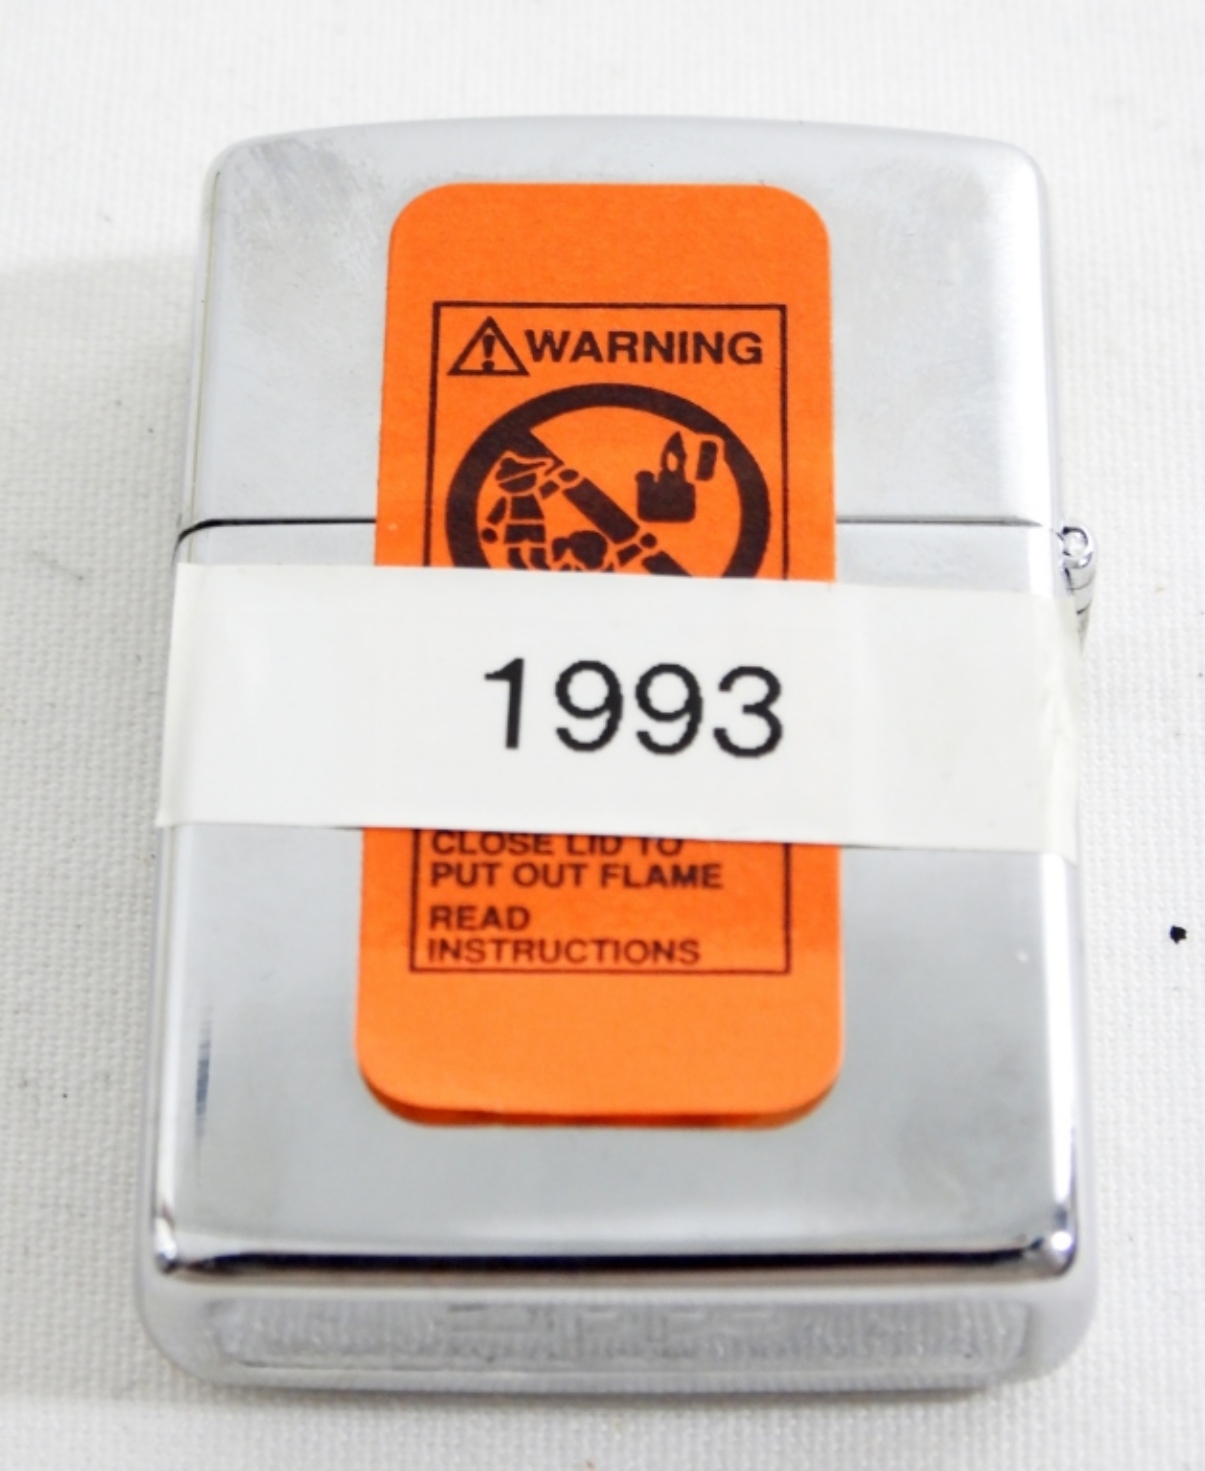 WARNING
1993
CLOSE LID TO
PUT OUT FLAME
READ
INSTRUCTIONS